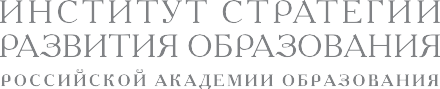 ИНСТИТУТ СТРАТЕГИИ
РАЗВИТИЯ ОБРАЗОВАНИЯ
РОССИЙСКОЙ АКАДЕМИИ ОБРАЗОВАНИЯ